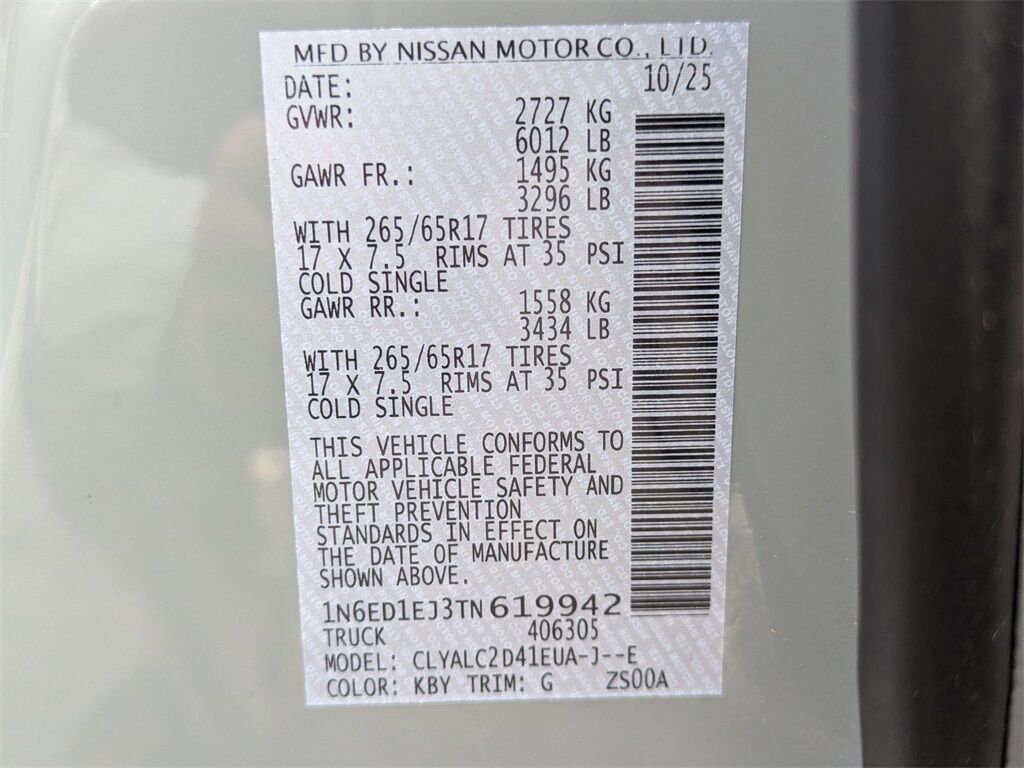 MFD BY NISSAN MOTOR CO., LTD.
DATE: 10/25
GVWR: 2727 KG
6012 LB
GAWR FR.: 1495 KG
3296 LB
WITH 265/65R17 TIRES
17 X 7.5 RIMS AT 35 PSI
COLD SINGLE
GAWR RR.: 1558 KG
3434 LB
WITH 265/65R17 TIRES
17 X 7.5 RIMS AT 35 PSI
COLD SINGLE
THIS VEHICLE CONFORMS TO
ALL APPLICABLE FEDERAL
MOTOR VEHICLE SAFETY AND
THEFT PREVENTION
STANDARDS IN EFFECT ON
THE DATE OF MANUFACTURE
SHOWN ABOVE.
1N6ED1EJ3TN619942
TRUCK 406305
MODEL: CLYALC2D41EUA-J--E
COLOR: KBY TRIM: G ZS00A